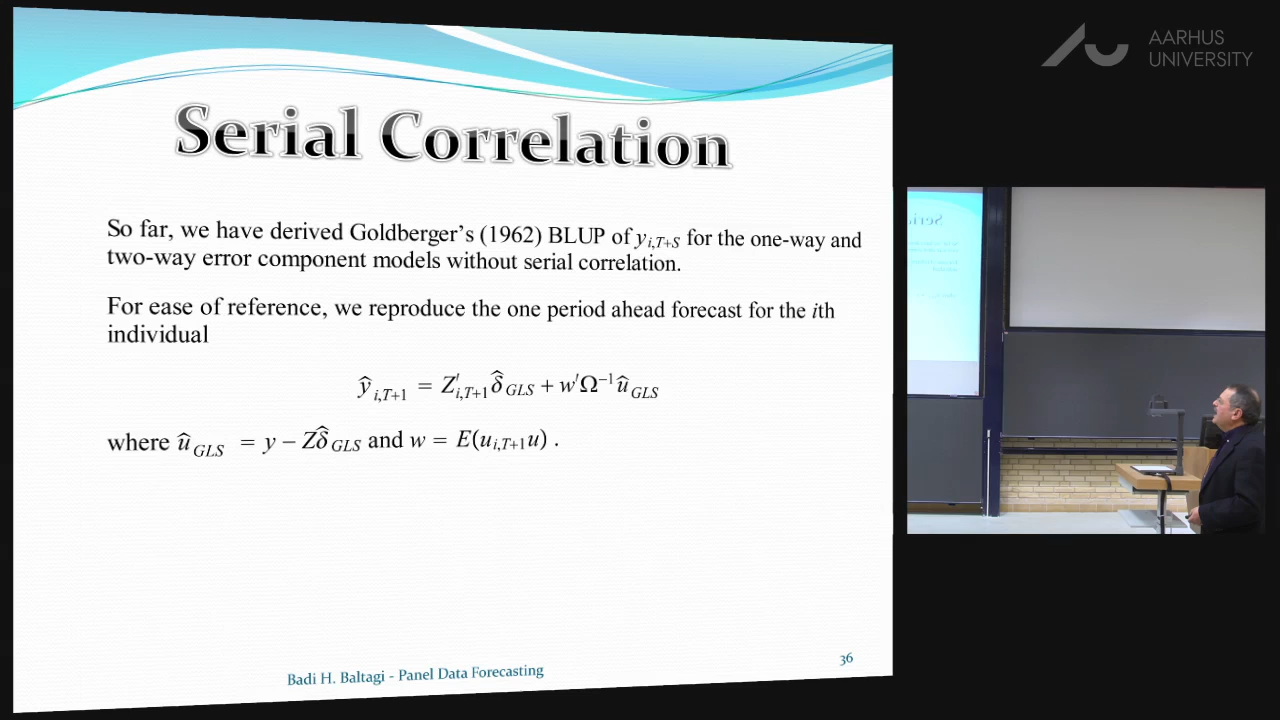 AARHUS
UNIVERSITY
Serial Correlation
So far, we have derived Goldberger's (1962) BLUP of y_{i,T+S} for the one-way and
two-way error component models without serial correlation.
For ease of reference, we reproduce the one period ahead forecast for the ith
individual
ŷ_{i,T+1} = Z′_{i,T+1} δ̂_{GLS} + w′Ω⁻¹û_{GLS}
where û_{GLS} = y − Zδ̂_{GLS} and w = E(u_{i,T+1}u) .
Badi H. Baltagi - Panel Data Forecasting
36